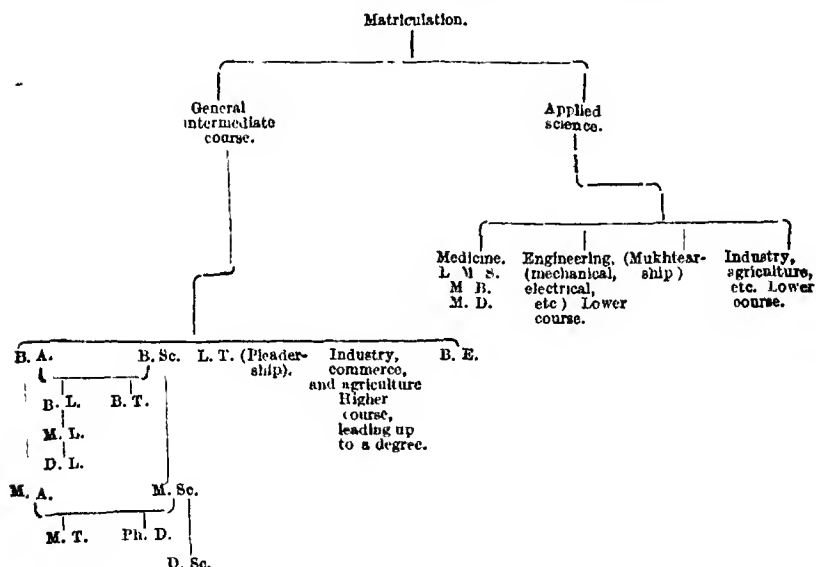 Matriculation.
General
intermediate
course.
Applied
science.
Medicine.
L M S.
M B.
M. D.
Engineering,
(mechanical,
electrical,
etc) Lower
course.
(Mukhtear-
ship)
Industry,
agriculture,
etc. Lower
course.
B. A.
B. Sc.
L. T.
(Pleader-
ship).
Industry,
commerce,
and agriculture
Higher
course,
leading up
to a degree.
B. E.
B. L.
B. T.
M. L.
D. L.
M. A.
M. Sc.
M. T.
Ph. D.
D. Sc.